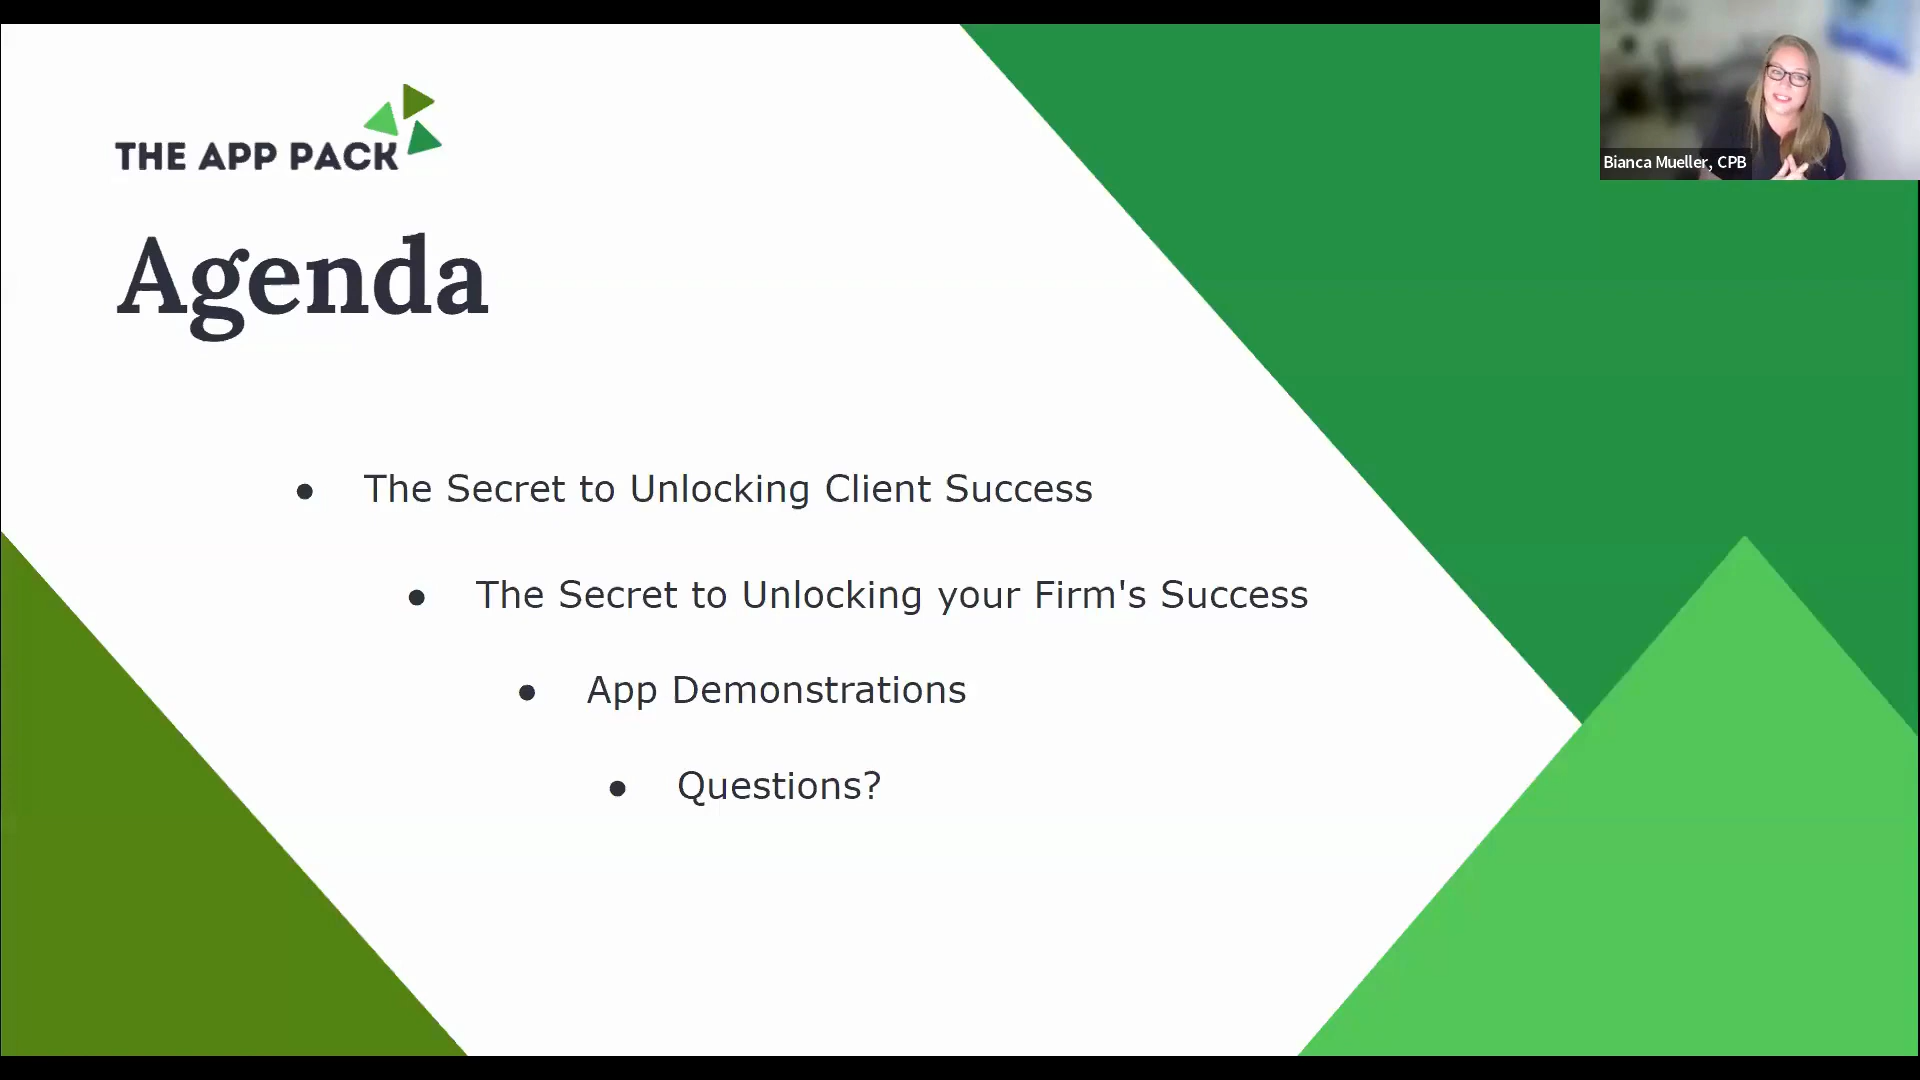 THE APP PACK
Agenda
● The Secret to Unlocking Client Success
● The Secret to Unlocking your Firm's Success
● App Demonstrations
● Questions?
Bianca Mueller, CPB